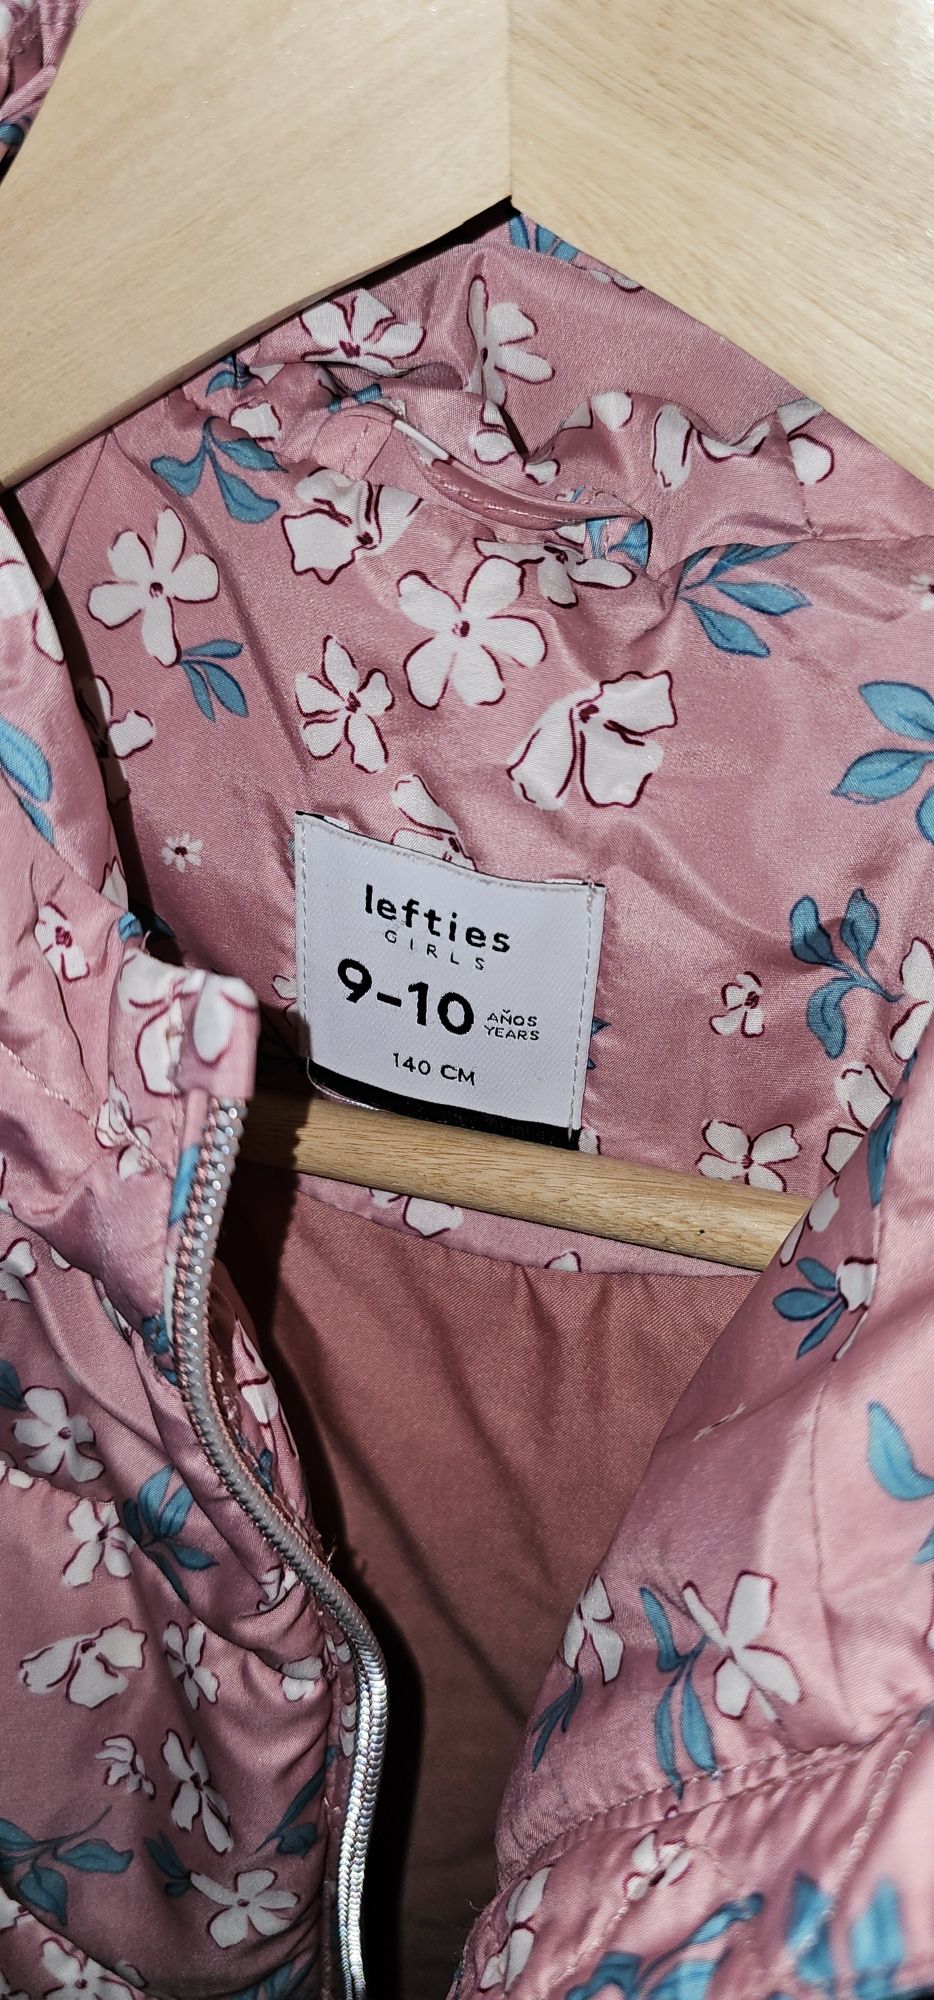 lefties
GIRLS
9-10 AÑOS
YEARS
140 CM